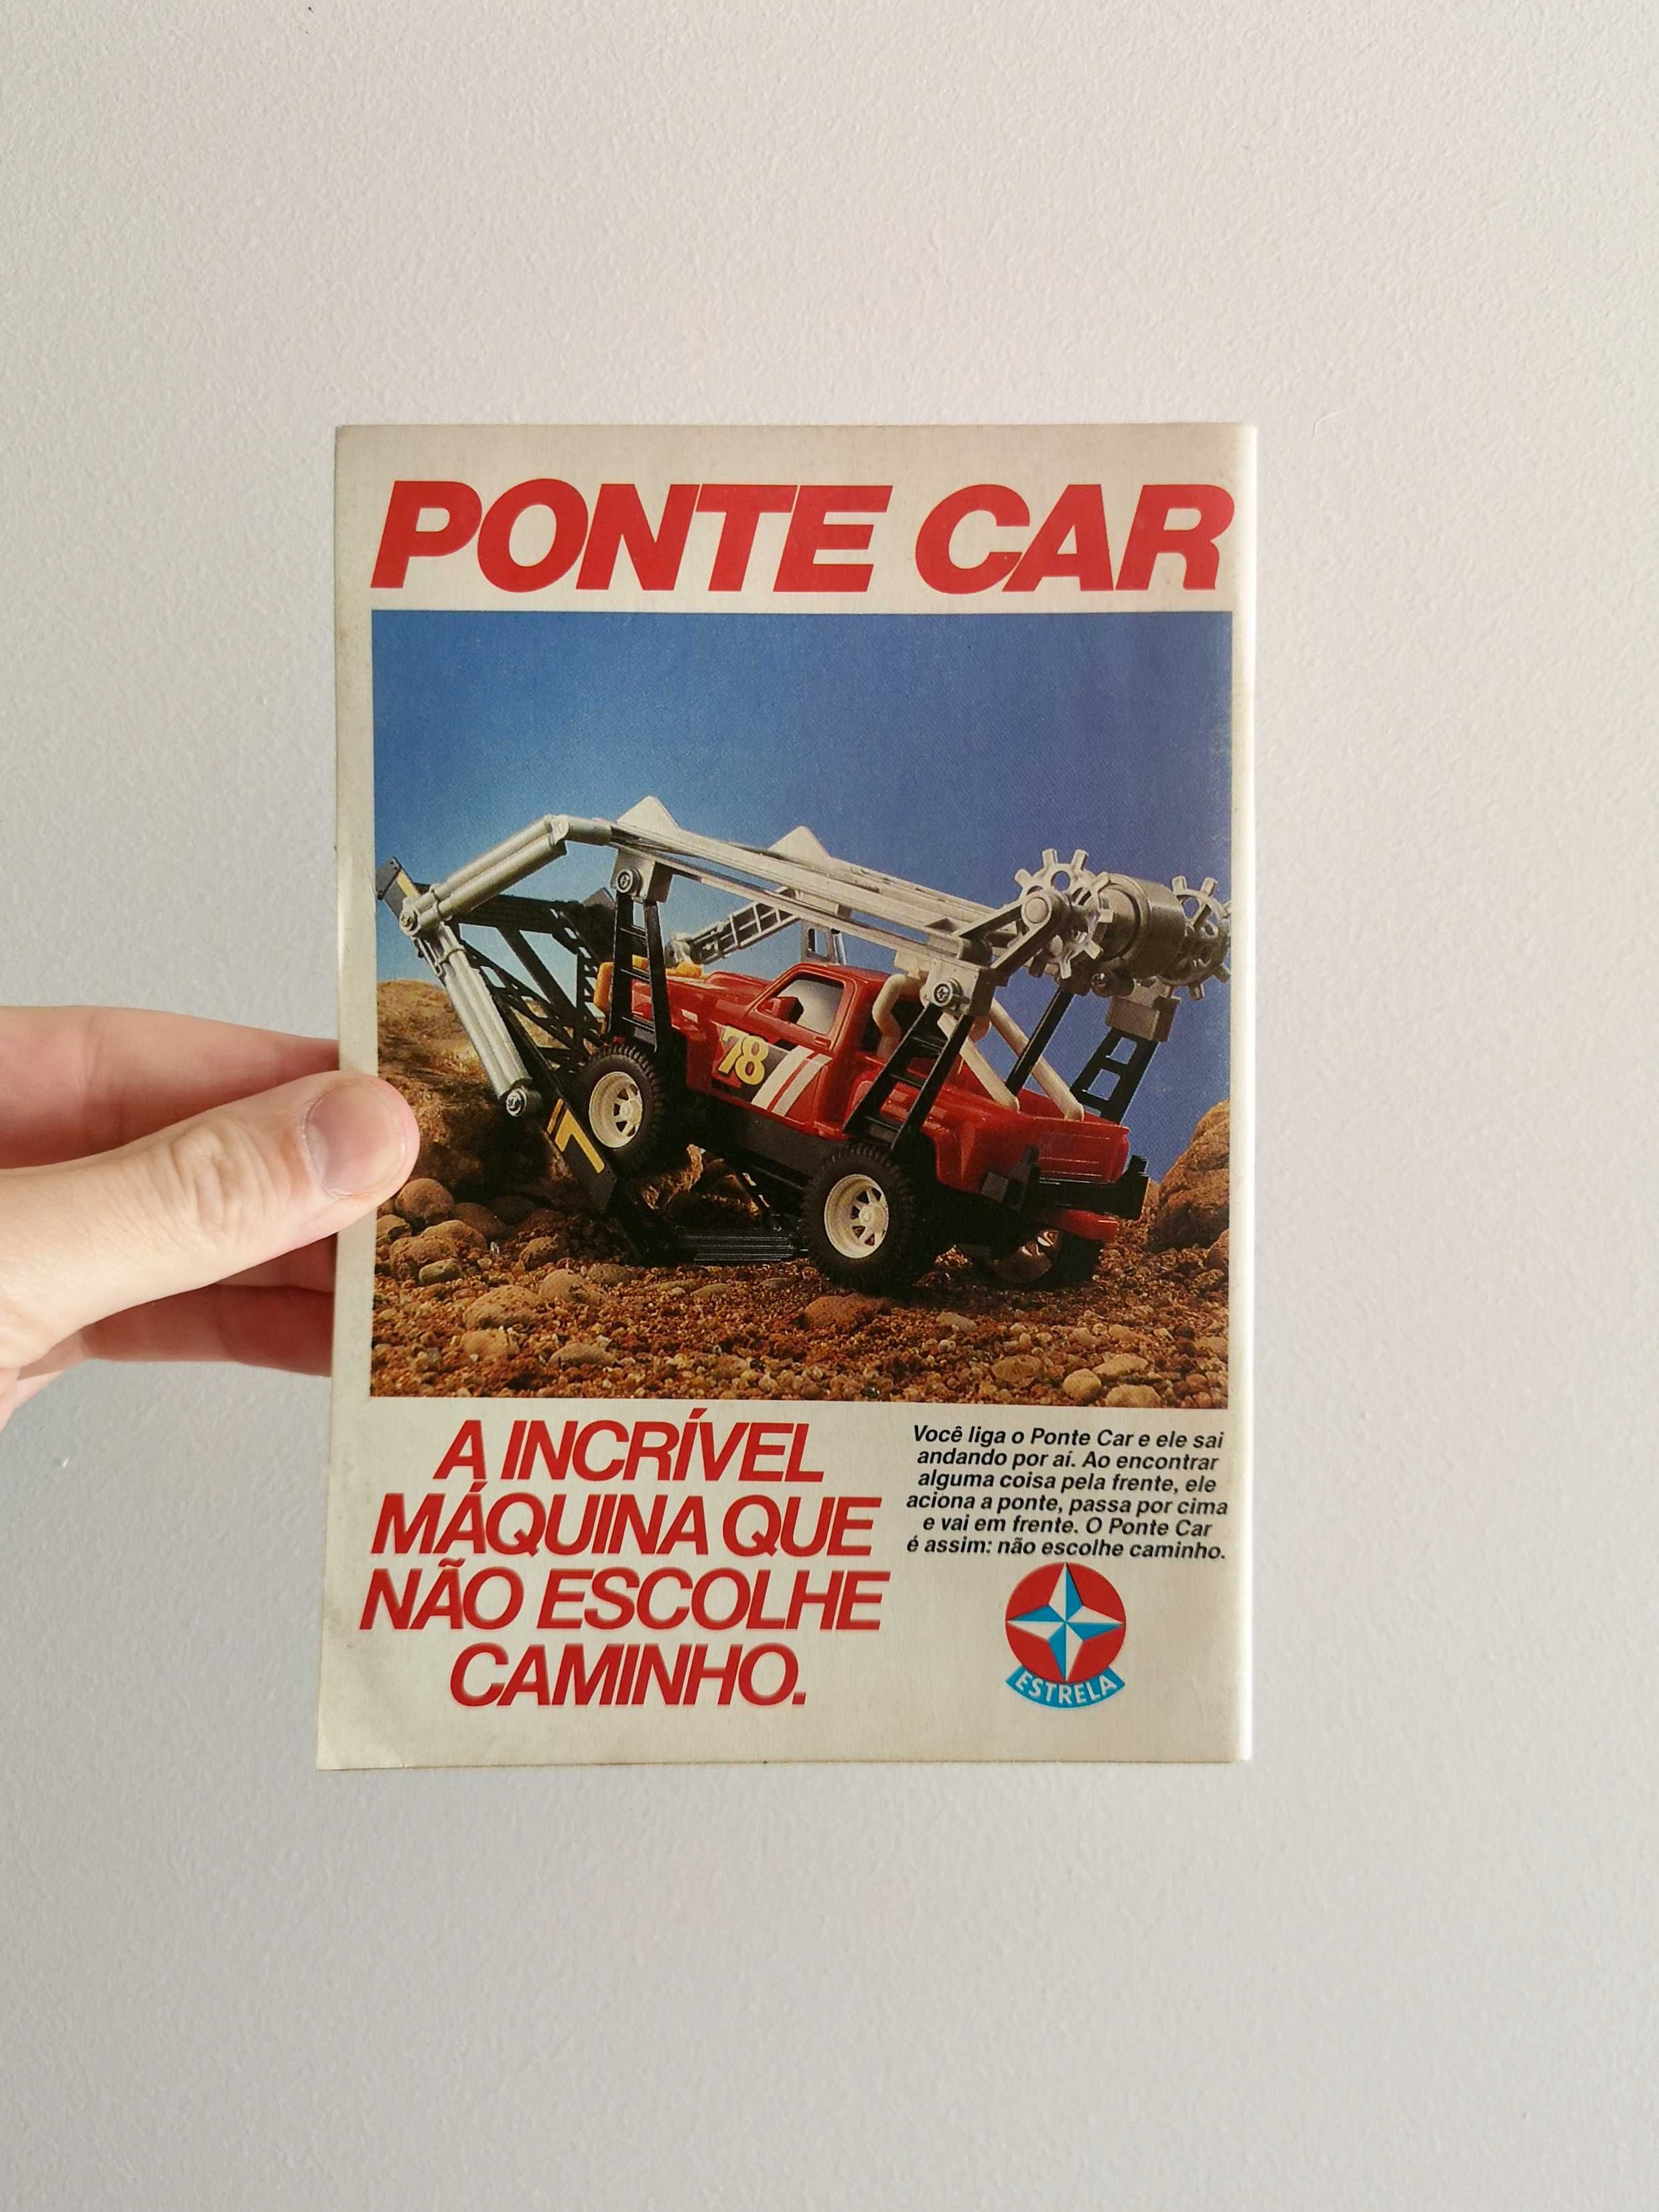 PONTE CAR
78
7
A INCRÍVEL
MÁQUINA QUE
NÃO ESCOLHE
CAMINHO.
Você liga o Ponte Car e ele sai
andando por aí. Ao encontrar
alguma coisa pela frente, ele
aciona a ponte, passa por cima
e vai em frente. O Ponte Car
é assim: não escolhe caminho.
ESTRELA